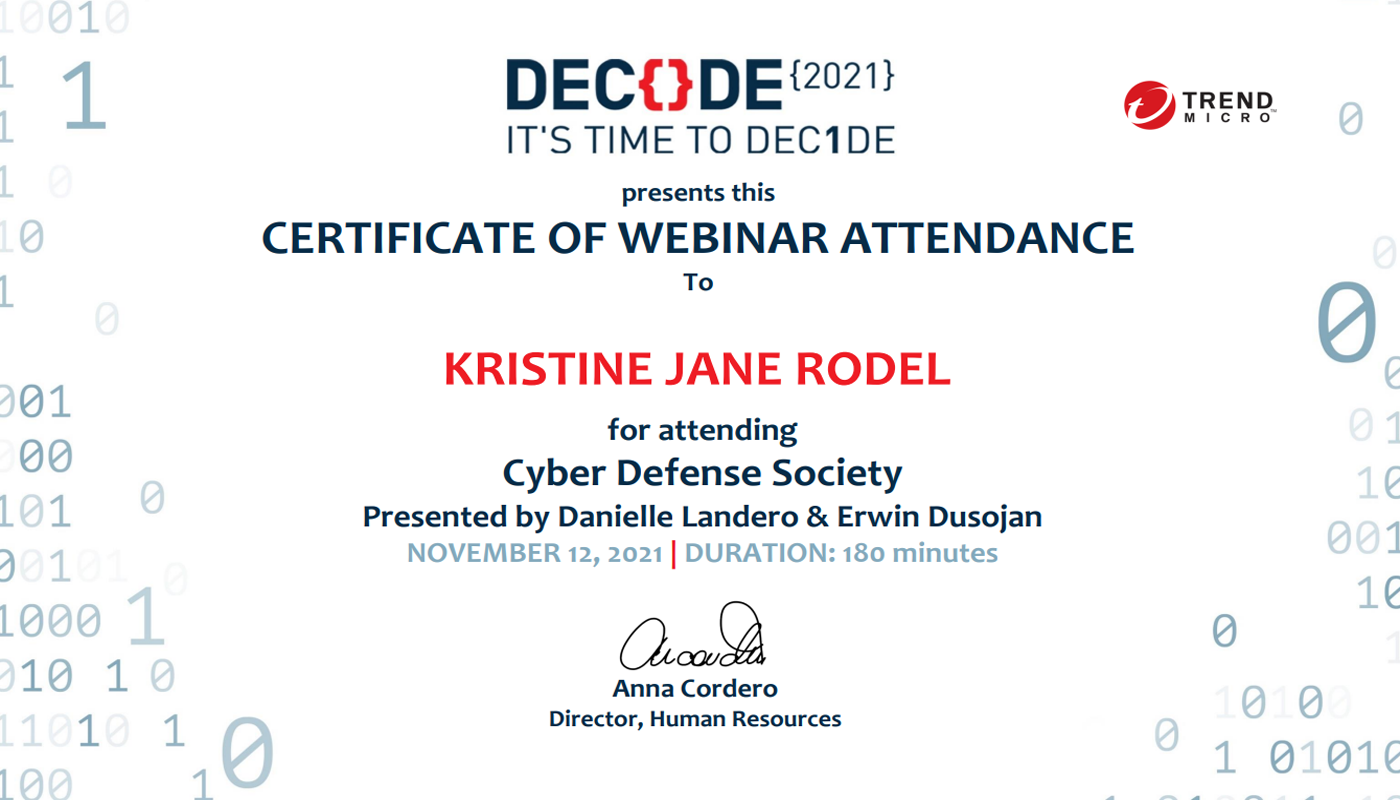 DEC{}DE {2021}
IT'S TIME TO DEC1DE
TREND
MICRO™
presents this
CERTIFICATE OF WEBINAR ATTENDANCE
To
KRISTINE JANE RODEL
for attending
Cyber Defense Society
Presented by Danielle Landero & Erwin Dusojan
NOVEMBER 12, 2021 | DURATION: 180 minutes
Anna Cordero
Director, Human Resources